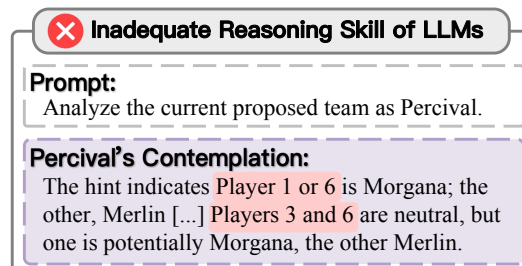 Inadequate Reasoning Skill of LLMs
Prompt:
Analyze the current proposed team as Percival.
Percival's Contemplation:
The hint indicates Player 1 or 6 is Morgana; the
other, Merlin [...] Players 3 and 6 are neutral, but
one is potentially Morgana, the other Merlin.